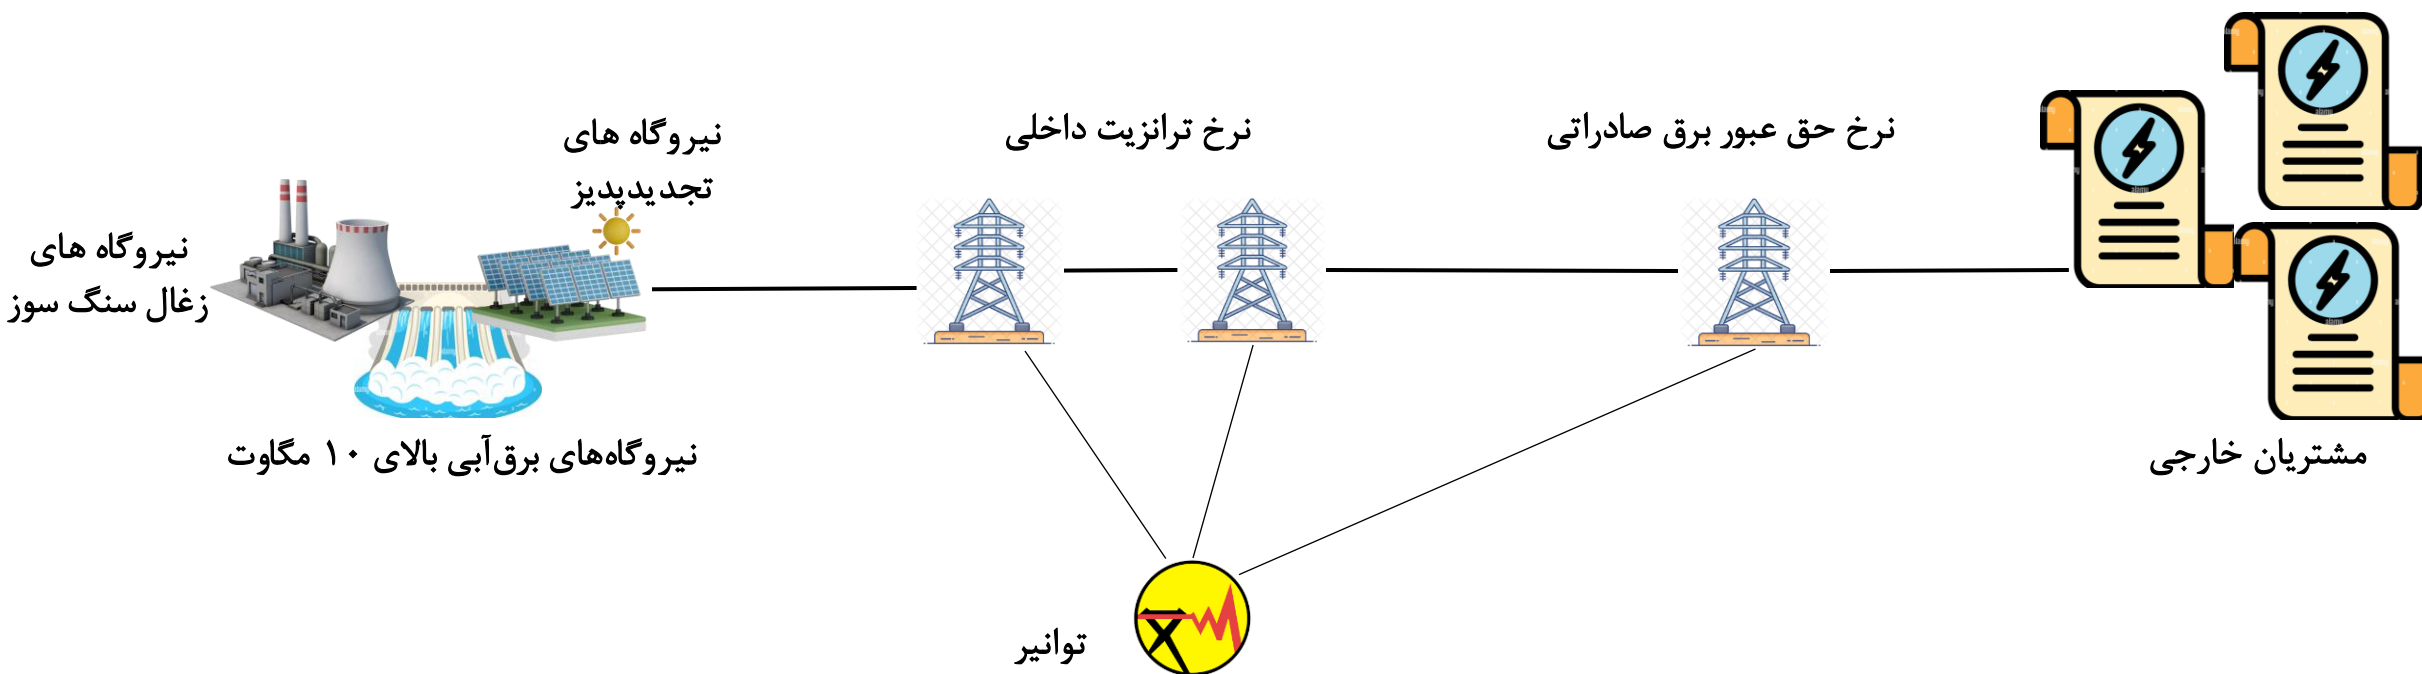 نرخ حق عبور برق صادراتی
نرخ ترانزیت داخلی
نیروگاه های
تجدیدپدیز
نیروگاه های
زغال سنگ سوز
مشتریان خارجی
نیروگاه‌های برق‌آبی بالای ۱۰ مگاوت
توانیر